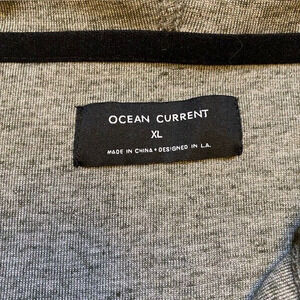 OCEAN CURRENT
XL
MADE IN CHINA • DESIGNED IN L.A.